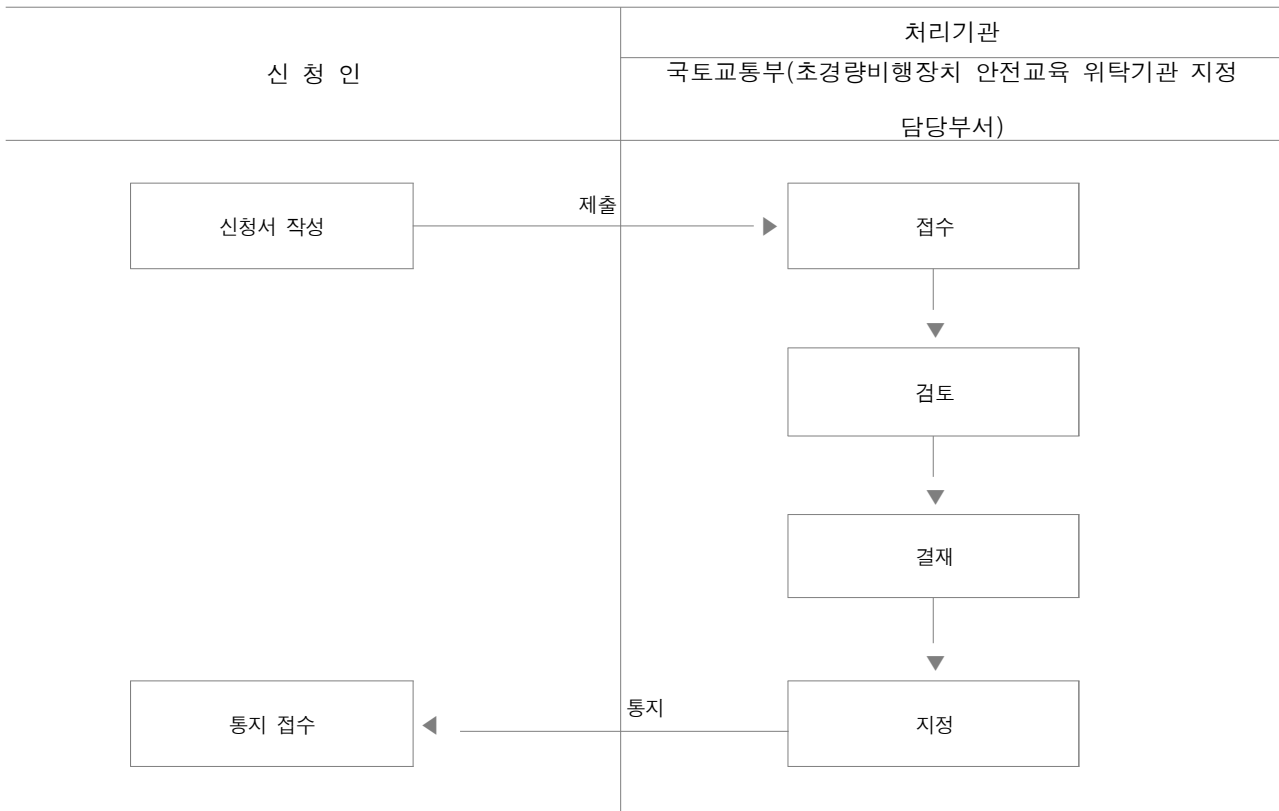 신 청 인
처리기관
국토교통부(초경량비행장치 안전교육 위탁기관 지정
담당부서)
신청서 작성
제출
접수
검토
결재
통지 접수
통지
지정